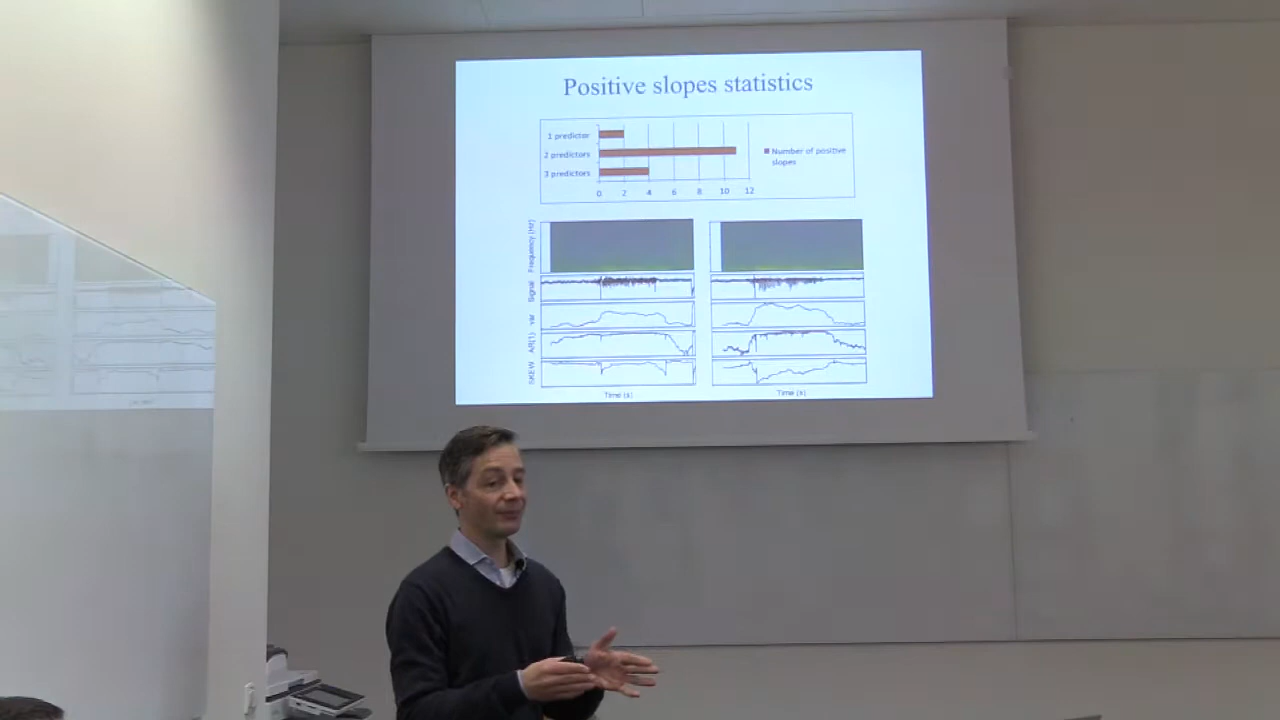 Positive slopes statistics
1 predictor
2 predictors
3 predictors
0 2 4 6 8 10 12
Number of positive
slopes
Frequency (Hz)
Signal
var
AR(1)
SKEW
Time (s)
Time (s)